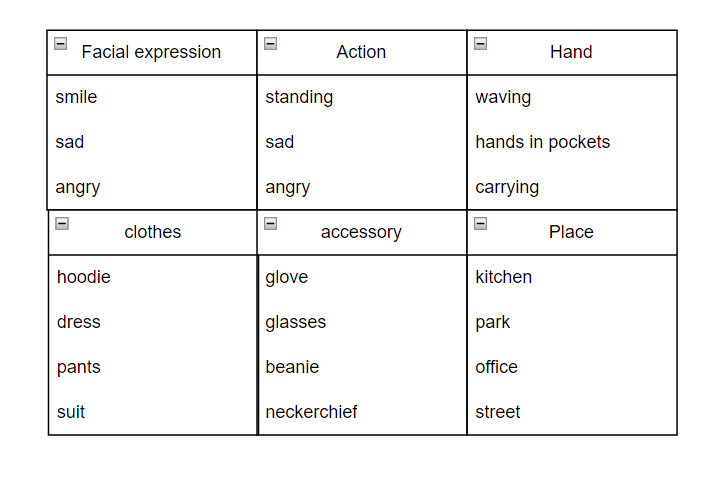 Facial expression Action Hand
smile standing waving
sad sad hands in pockets
angry angry carrying
clothes accessory Place
hoodie glove kitchen
dress glasses park
pants beanie office
suit neckerchief street